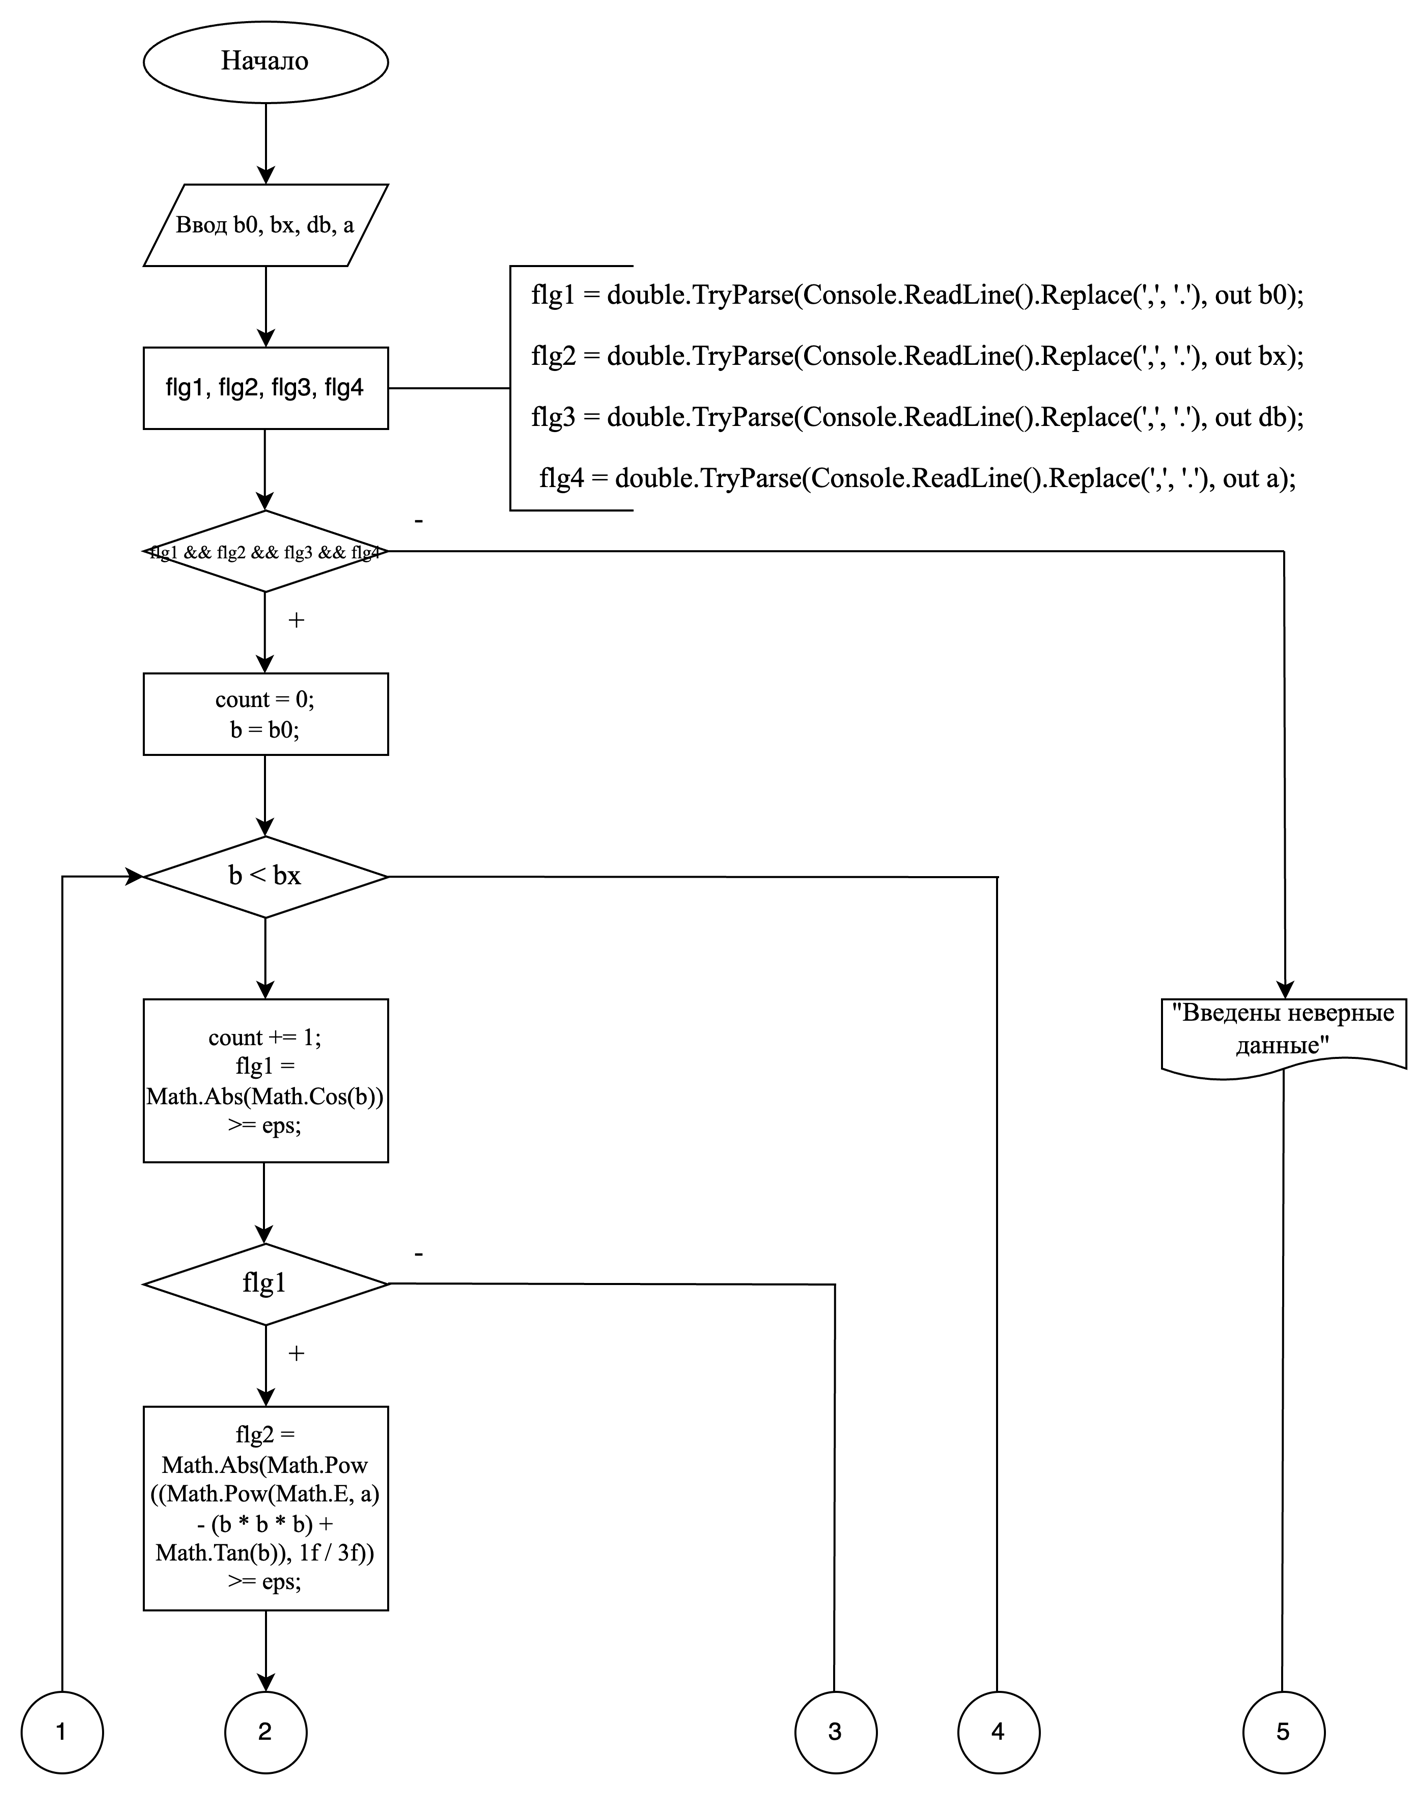 Начало
Ввод b0, bx, db, a
flg1 = double.TryParse(Console.ReadLine().Replace(',', '.'), out b0);
flg2 = double.TryParse(Console.ReadLine().Replace(',', '.'), out bx);
flg1, flg2, flg3, flg4
flg3 = double.TryParse(Console.ReadLine().Replace(',', '.'), out db);
flg4 = double.TryParse(Console.ReadLine().Replace(',', '.'), out a);
-
flg1 && flg2 && flg3 && flg4
+
count = 0;
b = b0;
b < bx
"Введены неверные
данные"
count += 1;
flg1 =
Math.Abs(Math.Cos(b))
>= eps;
-
flg1
+
flg2 =
Math.Abs(Math.Pow
((Math.Pow(Math.E, a)
- (b * b * b) +
Math.Tan(b)), 1f / 3f))
>= eps;
1
2
3
4
5